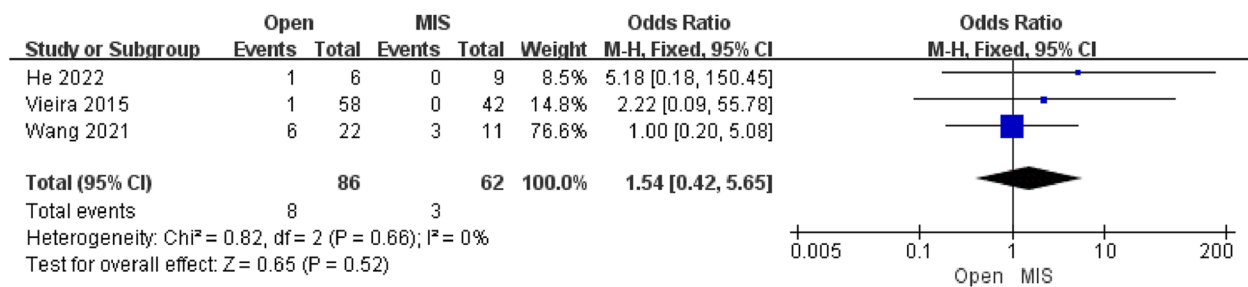 Open MIS Odds Ratio Odds Ratio
Study or Subgroup Events Total Events Total Weight M-H, Fixed, 95% CI M-H, Fixed, 95% CI
He 2022 1 6 0 9 8.5% 5.18 [0.18, 150.45]
Vieira 2015 1 58 0 42 14.8% 2.22 [0.09, 55.78]
Wang 2021 6 22 3 11 76.6% 1.00 [0.20, 5.08]
Total (95% CI) 86 62 100.0% 1.54 [0.42, 5.65]
Total events 8 3
Heterogeneity: Chi² = 0.82, df = 2 (P = 0.66); I² = 0%
Test for overall effect: Z = 0.65 (P = 0.52)
0.005 0.1 1 10 200
Open MIS